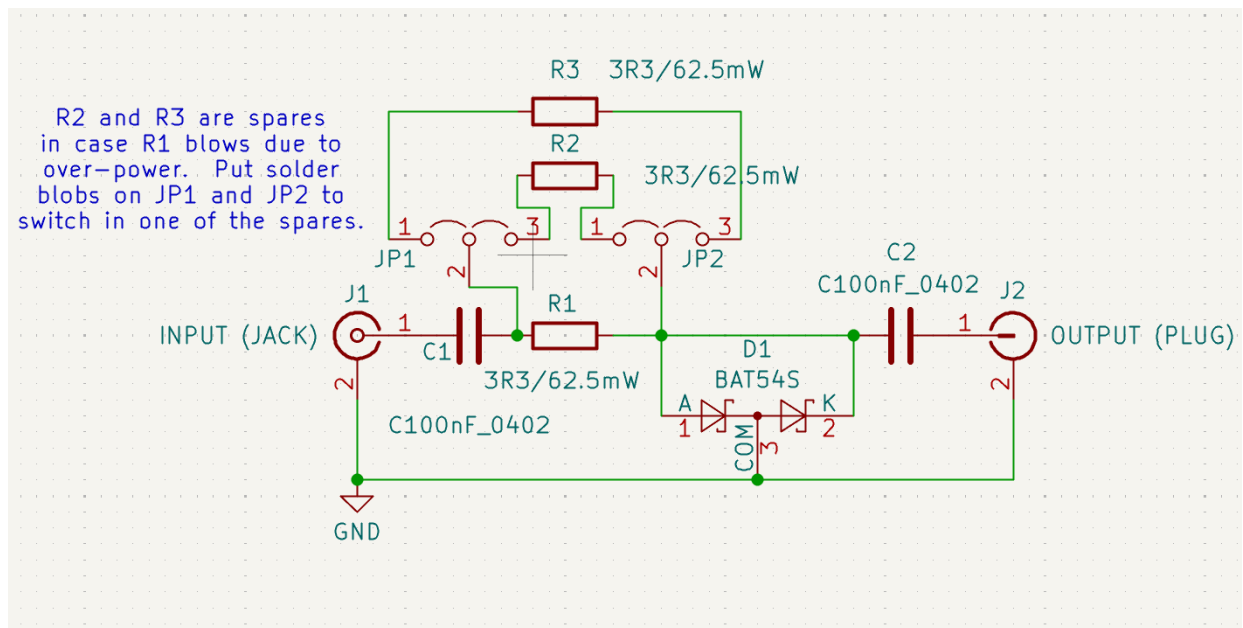 R3 3R3/62.5mW
R2 and R3 are spares
in case R1 blows due to
over-power. Put solder
blobs on JP1 and JP2 to
switch in one of the spares.
R2
3R3/62.5mW
1 3 1 3
JP1 JP2
2 2
C2
C100nF_0402
J1 R1 J2
1 1
INPUT (JACK) OUTPUT (PLUG)
C1 D1
3R3/62.5mW BAT54S
2 2
A K
1 2
C100nF_0402
COM 3
GND